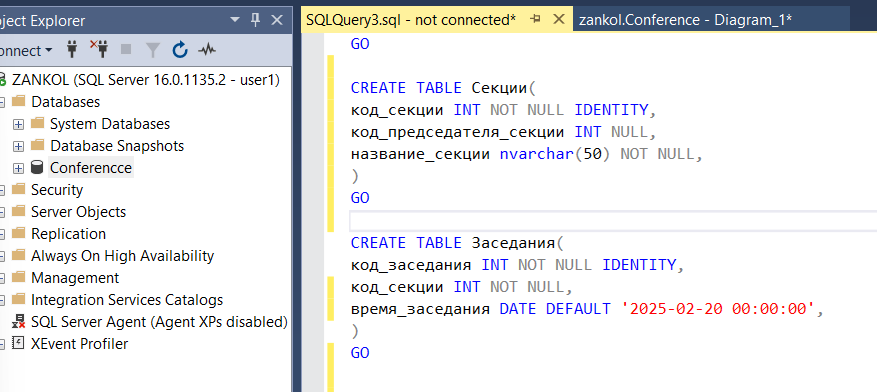 oject Explorer
onnect
ZANKOL (SQL Server 16.0.1135.2 - user1)
Databases
System Databases
Database Snapshots
Conferencce
Security
Server Objects
Replication
Always On High Availability
Management
Integration Services Catalogs
SQL Server Agent (Agent XPs disabled)
XEvent Profiler
SQLQuery3.sql - not connected*
zankol.Conference - Diagram_1*
GO
CREATE TABLE Секции(
код_секции INT NOT NULL IDENTITY,
код_председателя_секции INT NULL,
название_секции nvarchar(50) NOT NULL,
)
GO
CREATE TABLE Заседания(
код_заседания INT NOT NULL IDENTITY,
код_секции INT NOT NULL,
время_заседания DATE DEFAULT '2025-02-20 00:00:00',
)
GO